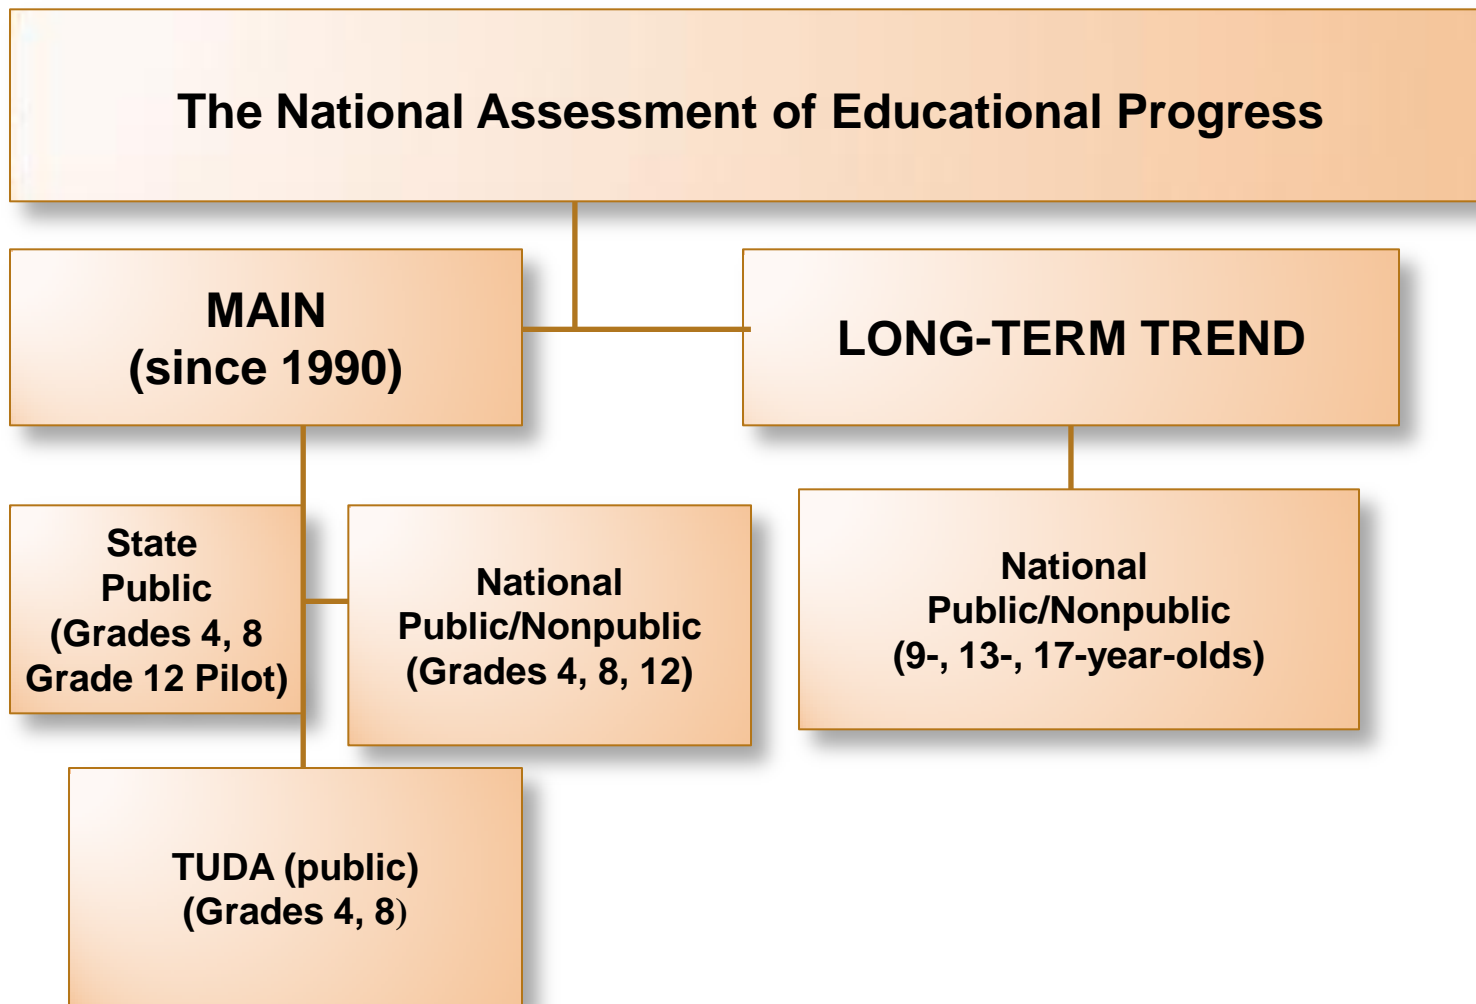 The National Assessment of Educational Progress
MAIN
(since 1990)
LONG-TERM TREND
State
Public
(Grades 4, 8
Grade 12 Pilot)
National
Public/Nonpublic
(Grades 4, 8, 12)
National
Public/Nonpublic
(9-, 13-, 17-year-olds)
TUDA (public)
(Grades 4, 8)